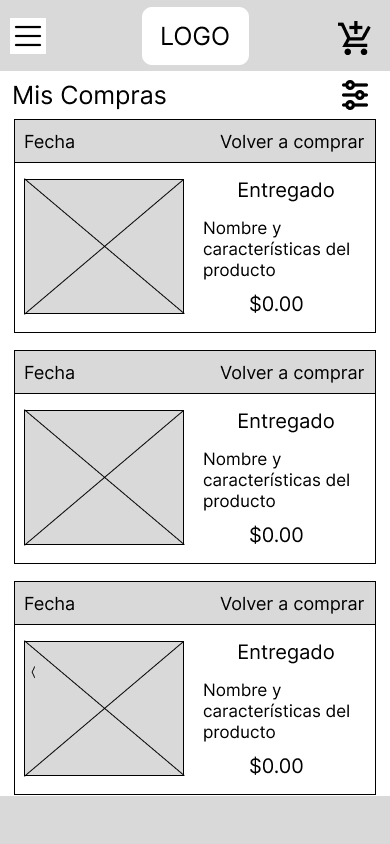 LOGO
Mis Compras
Fecha Volver a comprar
Entregado
Nombre y
características del
producto
$0.00
Fecha Volver a comprar
Entregado
Nombre y
características del
producto
$0.00
Fecha Volver a comprar
Entregado
Nombre y
características del
producto
$0.00